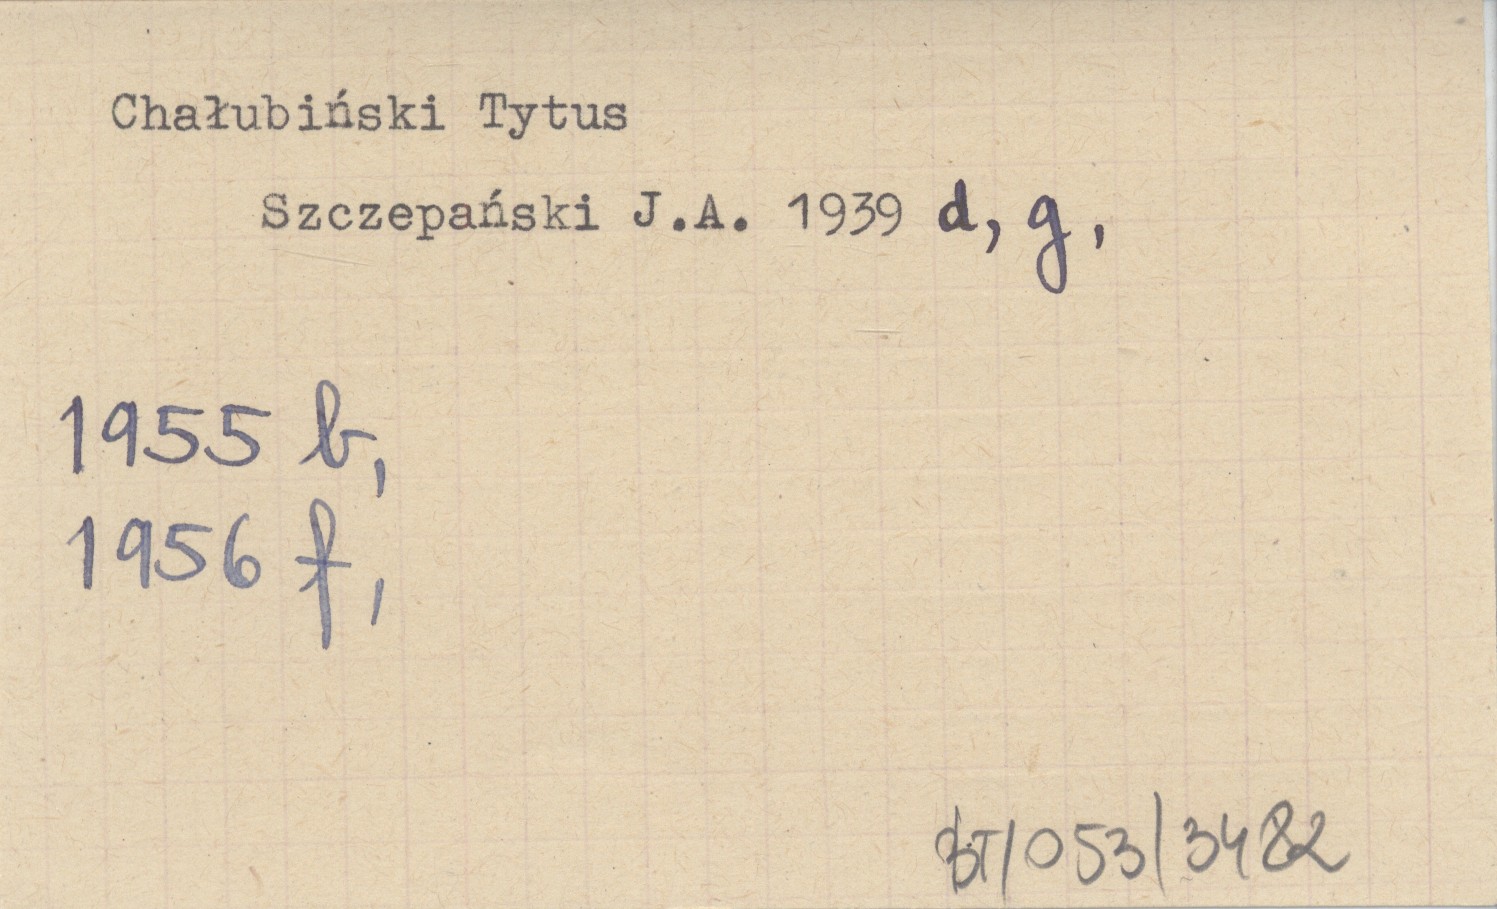 Chałubiński Tytus
Szczepański J.A. 1939 d, g,
1955 b,
1956 f,
BT/053/3482